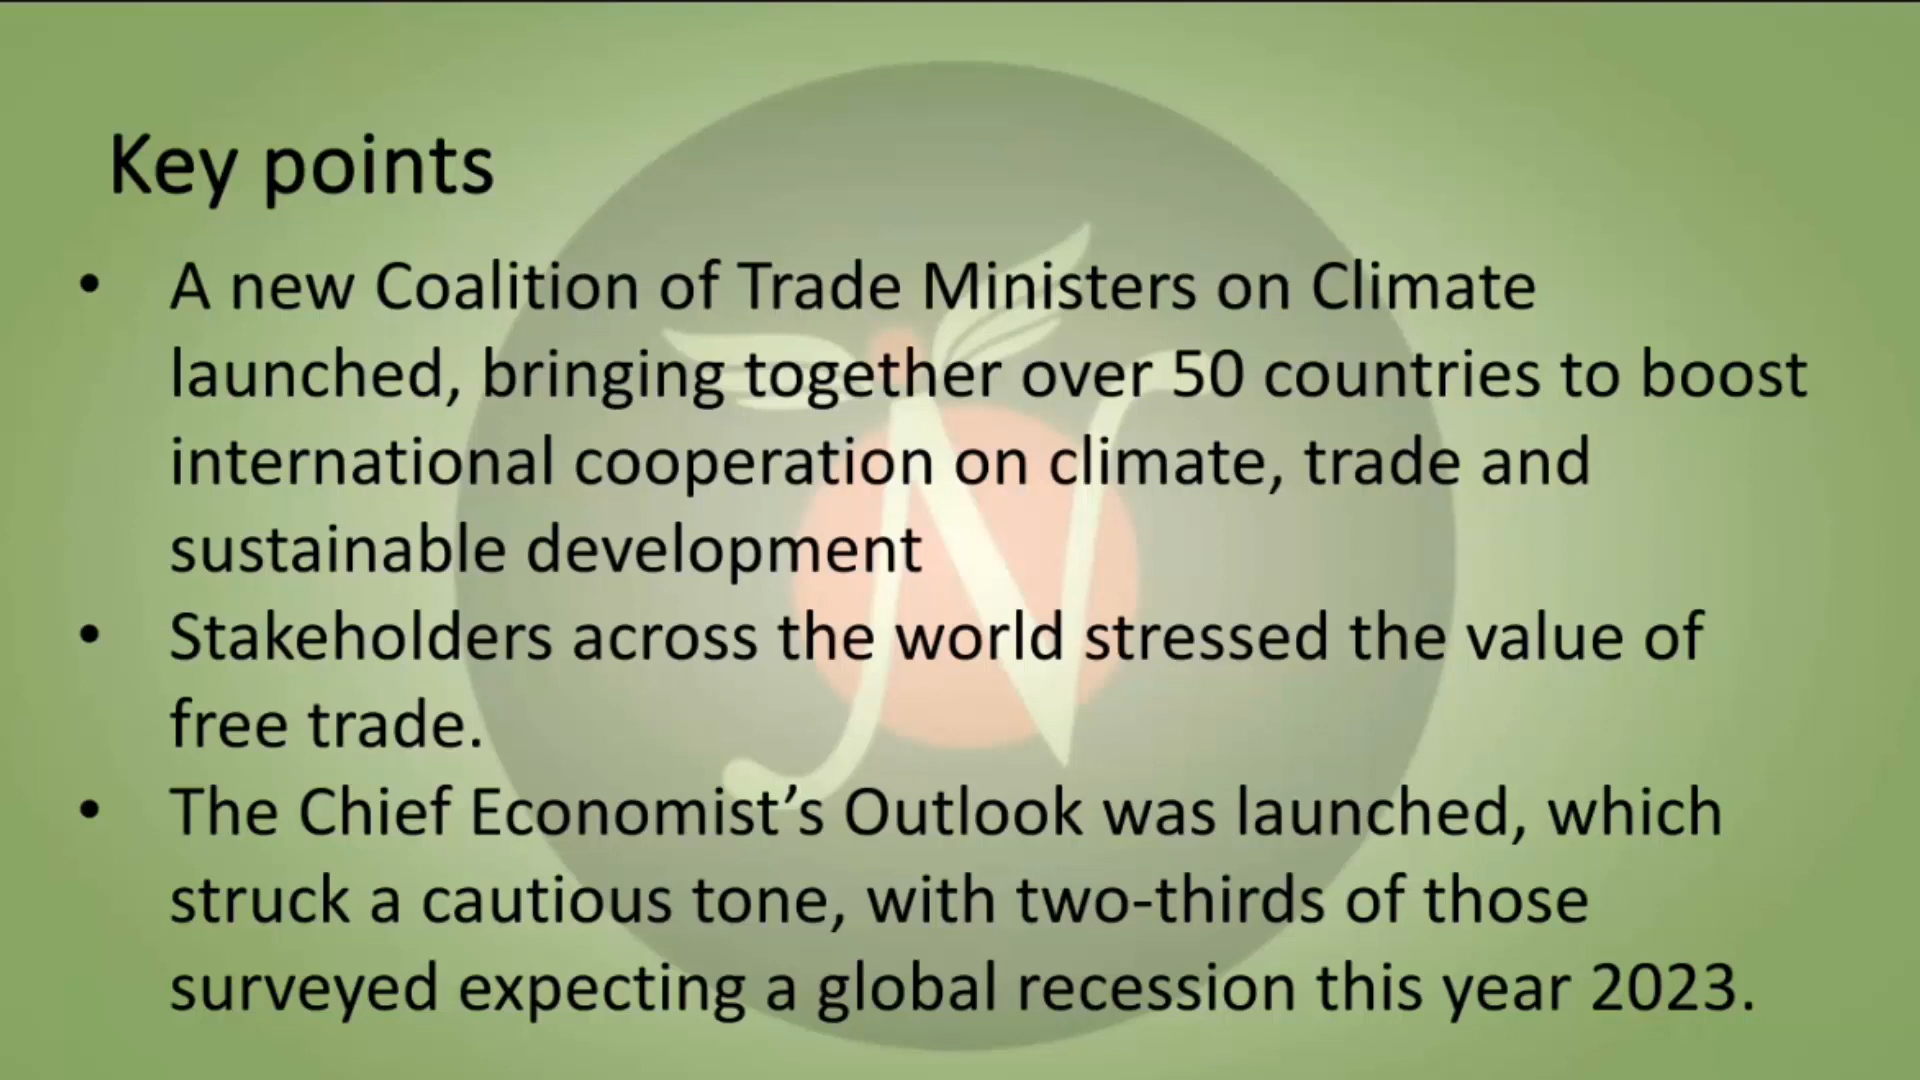 Key points
• A new Coalition of Trade Ministers on Climate
launched, bringing together over 50 countries to boost
international cooperation on climate, trade and
sustainable development
• Stakeholders across the world stressed the value of
free trade.
• The Chief Economist’s Outlook was launched, which
struck a cautious tone, with two-thirds of those
surveyed expecting a global recession this year 2023.
N